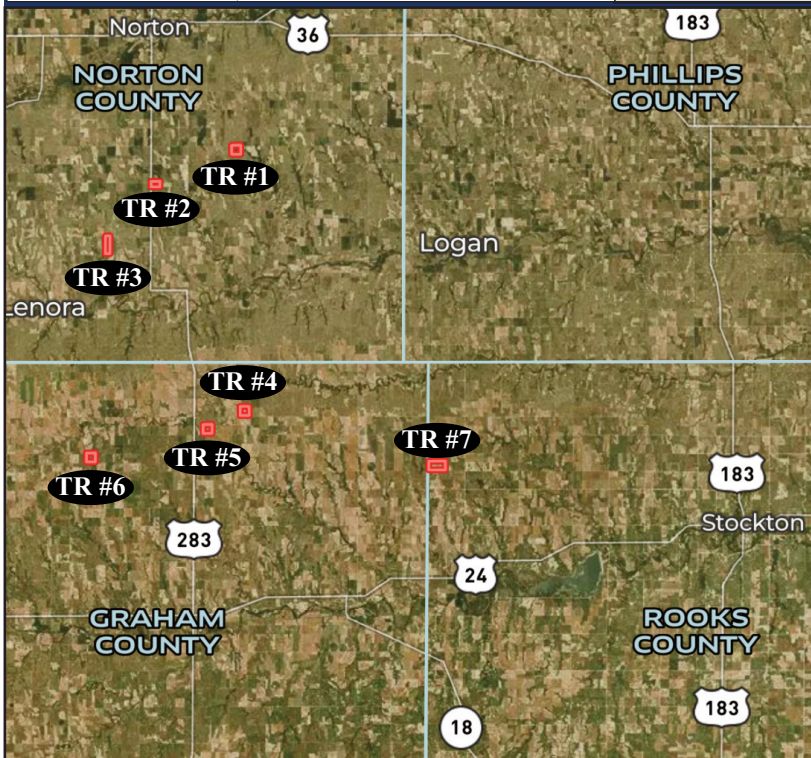 Norton
36
183
NORTON
COUNTY
PHILLIPS
COUNTY
TR #1
TR #2
Logan
TR #3
Lenora
TR #4
TR #7
TR #5
TR #6
183
Stockton
283
24
GRAHAM
COUNTY
ROOKS
COUNTY
183
18